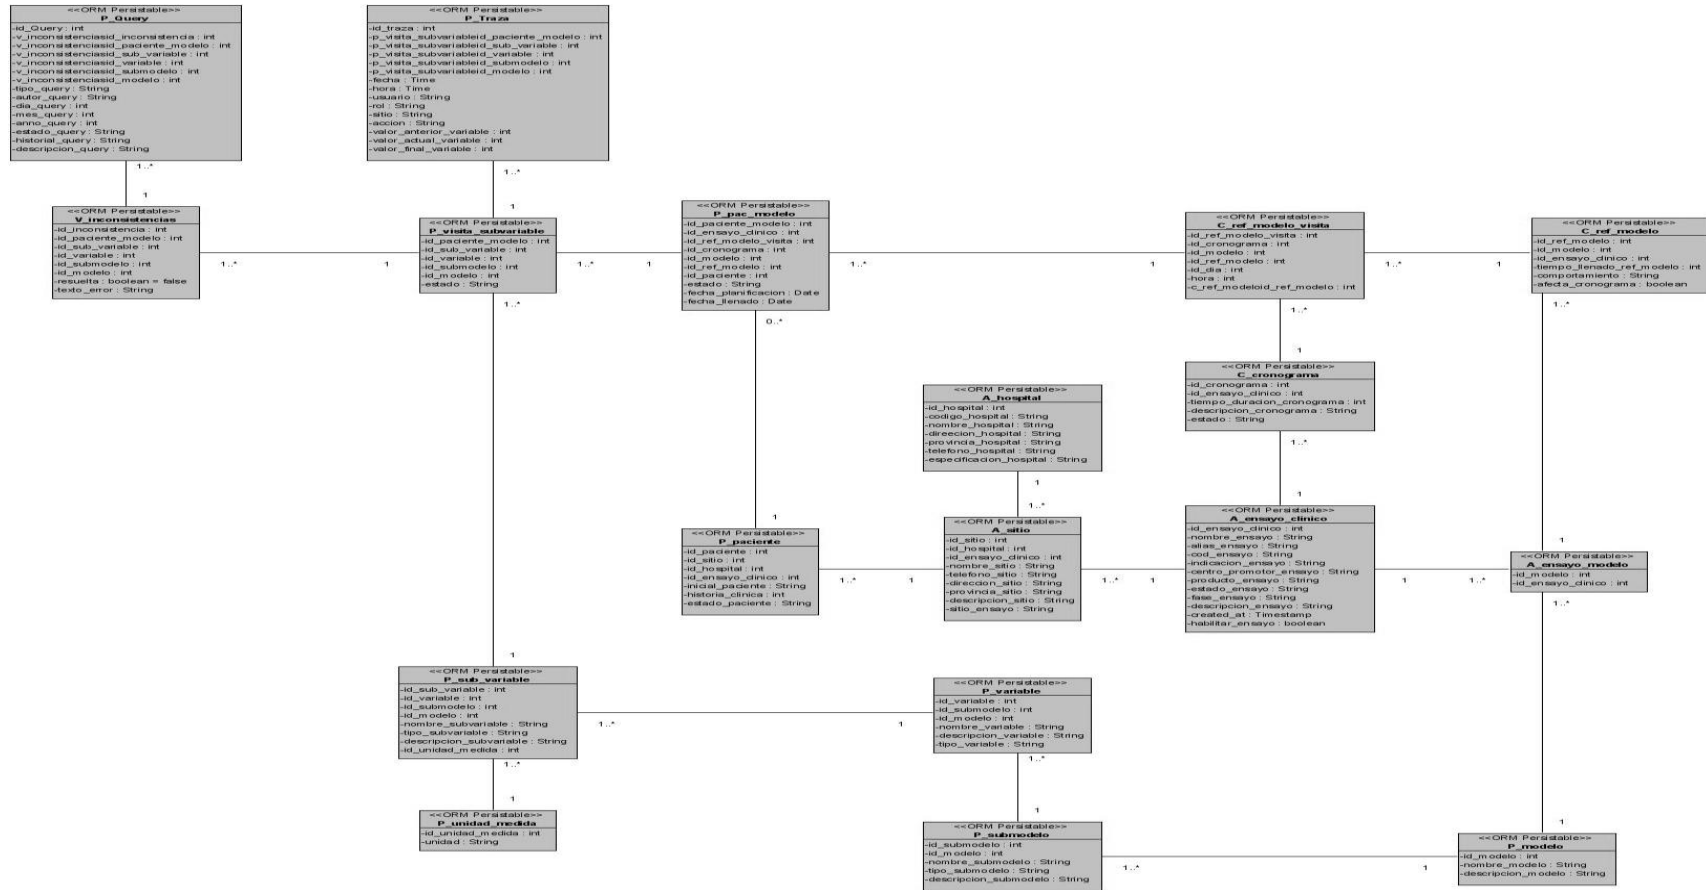 <<ORM Persistable>>
P_Query
-id_Query : int
-v_inconsistenciasid_inconsistencia : int
-v_inconsistenciasid_paciente_modelo : int
-v_inconsistenciasid_sub_variable : int
-v_inconsistenciasid_variable : int
-v_inconsistenciasid_submodelo : int
-v_inconsistenciasid_modelo : int
-tipo_query : String
-autor_query : String
-dia_query : int
-mes_query : int
-anno_query : int
-estado_query : String
-historial_query : String
-descripcion_query : String
1..*
1
<<ORM Persistable>>
P_Traza
-id_traza : int
-p_visita_subvariableid_paciente_modelo : int
-p_visita_subvariableid_sub_variable : int
-p_visita_subvariableid_variable : int
-p_visita_subvariableid_submodelo : int
-p_visita_subvariableid_modelo : int
-fecha : Time
-hora : Time
-usuario : String
-rol : String
-sitio : String
-accion : String
-valor_anterior_variable : int
-valor_actual_variable : int
-valor_final_variable : int
1..*
1
<<ORM Persistable>>
V_inconsistencias
-id_inconsistencia : int
-id_paciente_modelo : int
-id_sub_variable : int
-id_variable : int
-id_submodelo : int
-id_modelo : int
-resuelta : boolean = false
-texto_error : String
1..*
1
<<ORM Persistable>>
P_visita_subvariable
-id_paciente_modelo : int
-id_sub_variable : int
-id_variable : int
-id_submodelo : int
-id_modelo : int
-estado : String
1..*
1..*
1
<<ORM Persistable>>
P_pac_modelo
-id_paciente_modelo : int
-id_ensayo_clinico : int
-id_ref_modelo_visita : int
-id_cronograma : int
-id_modelo : int
-id_ref_modelo : int
-id_paciente : int
-estado : String
-fecha_planificacion : Date
-fecha_llenado : Date
0..*
1..*
1
<<ORM Persistable>>
C_ref_modelo_visita
-id_ref_modelo_visita : int
-id_cronograma : int
-id_modelo : int
-id_ref_modelo : int
-id_dia : int
-hora : int
-c_ref_modeloid_ref_modelo : int
1..*
1
1..*
1
<<ORM Persistable>>
C_ref_modelo
-id_ref_modelo : int
-id_modelo : int
-id_ensayo_clinico : int
-tiempo_llenado_ref_modelo : int
-comportamiento : String
-afecta_cronograma : boolean
1..*
<<ORM Persistable>>
C_cronograma
-id_cronograma : int
-id_ensayo_clinico : int
-tiempo_duracion_cronograma : int
-descripcion_cronograma : String
-estado : String
1..*
1
<<ORM Persistable>>
A_hospital
-id_hospital : int
-codigo_hospital : String
-nombre_hospital : String
-direecion_hospital : String
-provincia_hospital : String
-telefono_hospital : String
-especificacion_hospital : String
1
1..*
1
<<ORM Persistable>>
P_paciente
-id_paciente : int
-id_sitio : int
-id_hospital : int
-id_ensayo_clinico : int
-inicial_paciente : String
-historia_clinica : int
-estado_paciente : String
1..*
1
<<ORM Persistable>>
A_sitio
-id_sitio : int
-id_hospital : int
-id_ensayo_clinico : int
-nombre_sitio : String
-telefono_sitio : String
-direccion_sitio : String
-provincia_sitio : String
-descripcion_sitio : String
-sitio_ensayo : String
1..*
1
<<ORM Persistable>>
A_ensayo_clinico
-id_ensayo_clinico : int
-nombre_ensayo : String
-alias_ensayo : String
-cod_ensayo : String
-indicacion_ensayo : String
-centro_promotor_ensayo : String
-producto_ensayo : String
-estado_ensayo : String
-fase_ensayo : String
-descripcion_ensayo : String
-created_at : Timestamp
-habilitar_ensayo : boolean
1
1..*
1
<<ORM Persistable>>
A_ensayo_modelo
-id_modelo : int
-id_ensayo_clinico : int
1..*
1
1
<<ORM Persistable>>
P_sub_variable
-id_sub_variable : int
-id_variable : int
-id_submodelo : int
-id_modelo : int
-nombre_subvariable : String
-tipo_subvariable : String
-descripcion_subvariable : String
-id_unidad_medida : int
1..*
1
1..*
1
<<ORM Persistable>>
P_variable
-id_variable : int
-id_submodelo : int
-id_modelo : int
-nombre_variable : String
-descripcion_variable : String
-tipo_variable : String
1..*
1
<<ORM Persistable>>
P_unidad_medida
-id_unidad_medida : int
-unidad : String
<<ORM Persistable>>
P_submodelo
-id_submodelo : int
-id_modelo : int
-nombre_submodelo : String
-tipo_submodelo : String
-descripcion_submodelo : String
1..*
1
<<ORM Persistable>>
P_modelo
-id_modelo : int
-nombre_modelo : String
-descripcion_modelo : String